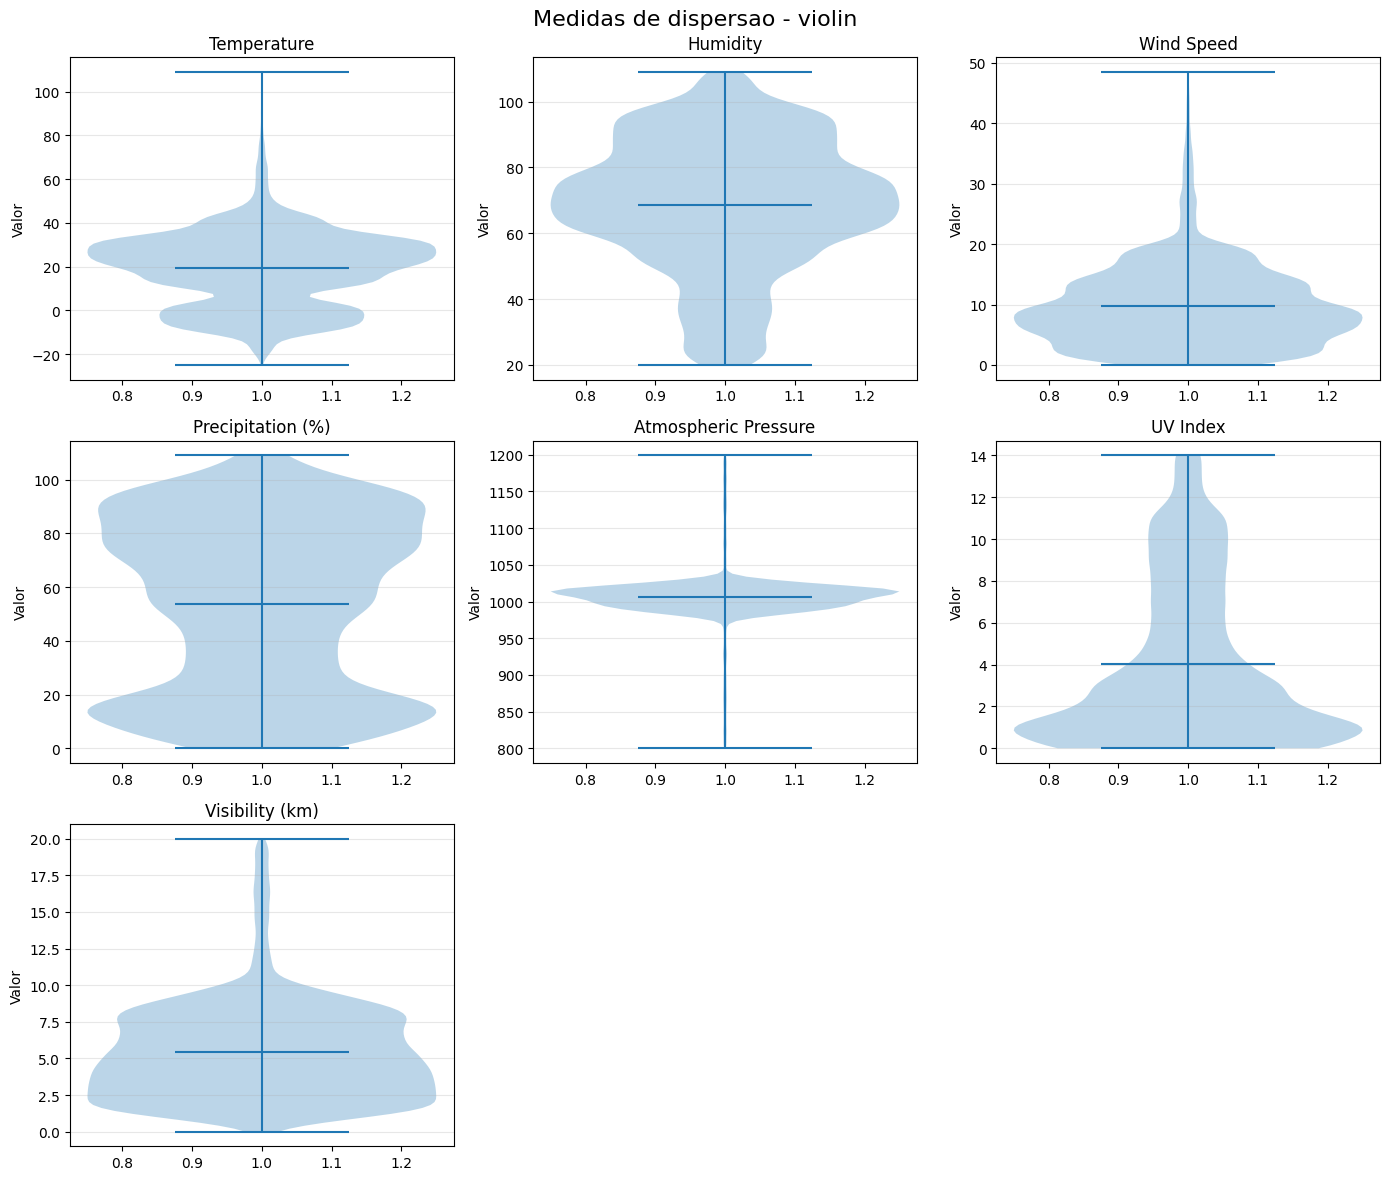 Medidas de dispersao - violin
Temperature
Valor
100
80
60
40
20
0
−20
0.8 0.9 1.0 1.1 1.2
Humidity
Valor
100
80
60
40
20
0.8 0.9 1.0 1.1 1.2
Wind Speed
Valor
50
40
30
20
10
0
0.8 0.9 1.0 1.1 1.2
Precipitation (%)
Valor
100
80
60
40
20
0
0.8 0.9 1.0 1.1 1.2
Atmospheric Pressure
Valor
1200
1150
1100
1050
1000
950
900
850
800
0.8 0.9 1.0 1.1 1.2
UV Index
Valor
14
12
10
8
6
4
2
0
0.8 0.9 1.0 1.1 1.2
Visibility (km)
Valor
20.0
17.5
15.0
12.5
10.0
7.5
5.0
2.5
0.0
0.8 0.9 1.0 1.1 1.2